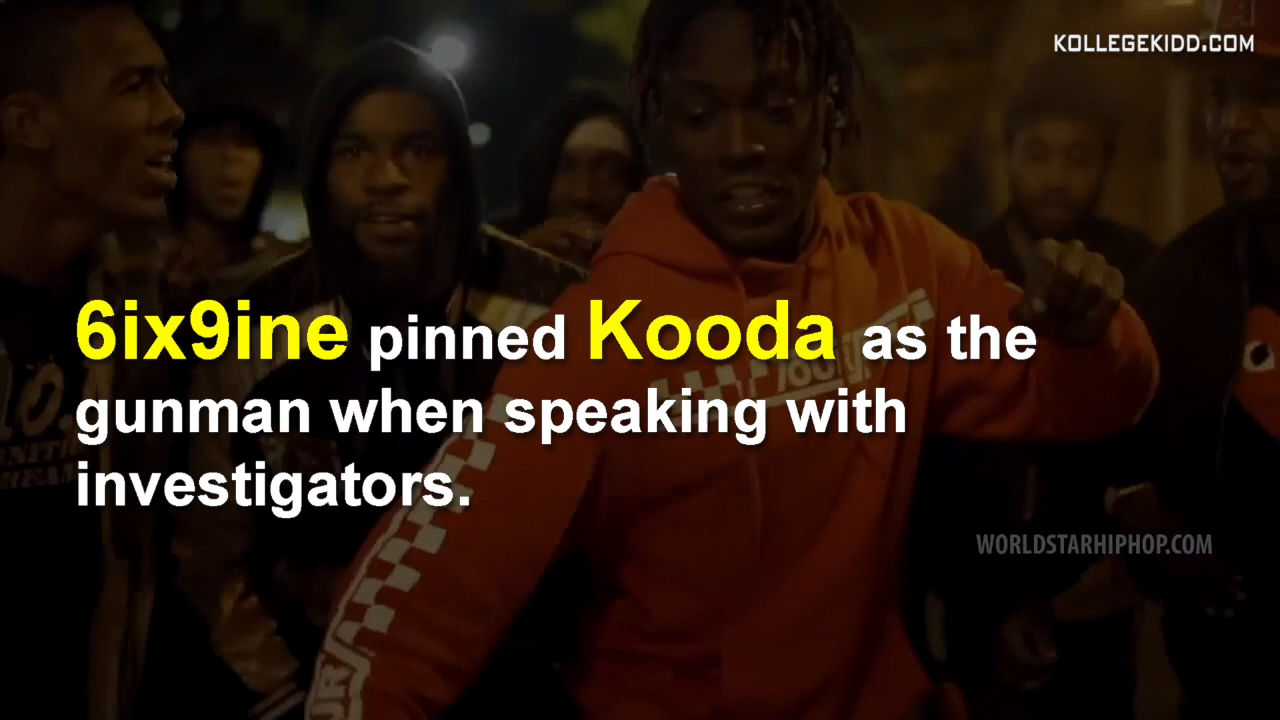 KOLLEGEKIDD.COM
6ix9ine pinned Kooda as the
gunman when speaking with
investigators.
WORLDSTARHIPHOP.COM